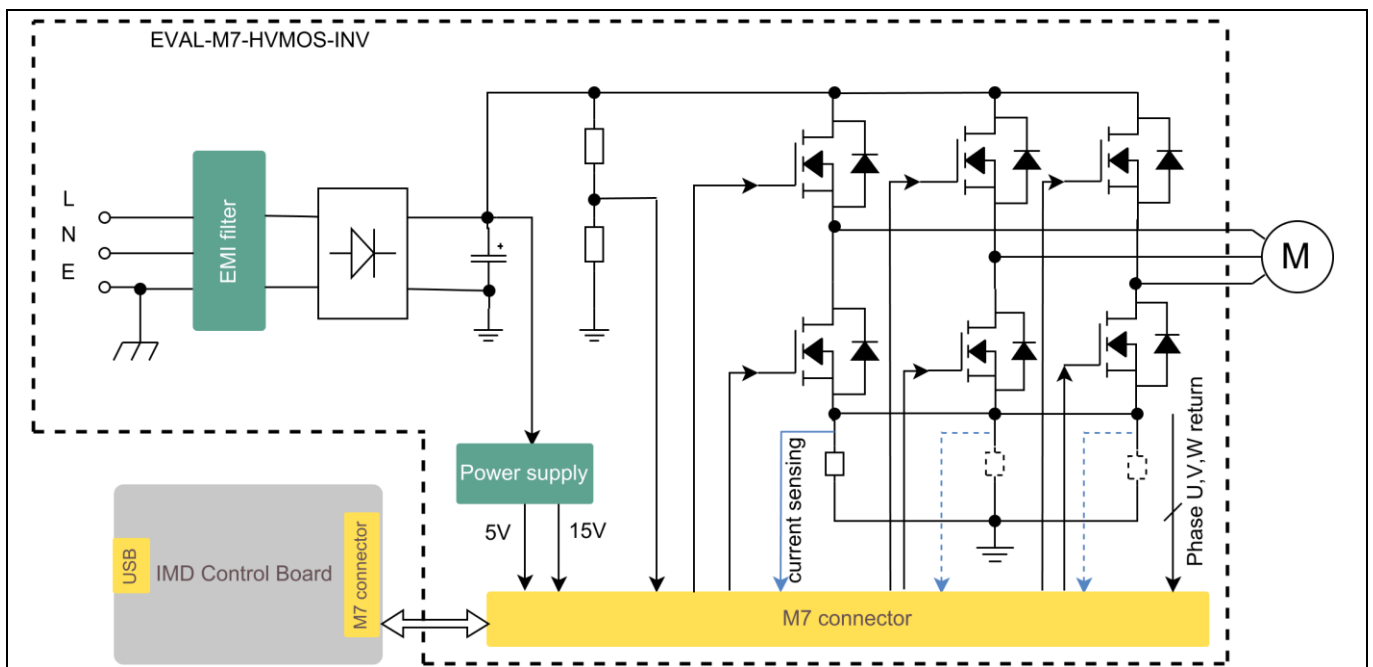 EVAL-M7-HVMOS-INV
L
N
E
EMI filter
+
M
Power supply
5V
15V
current sensing
Phase U,V,W return
USB
IMD Control Board
M7 connector
M7 connector